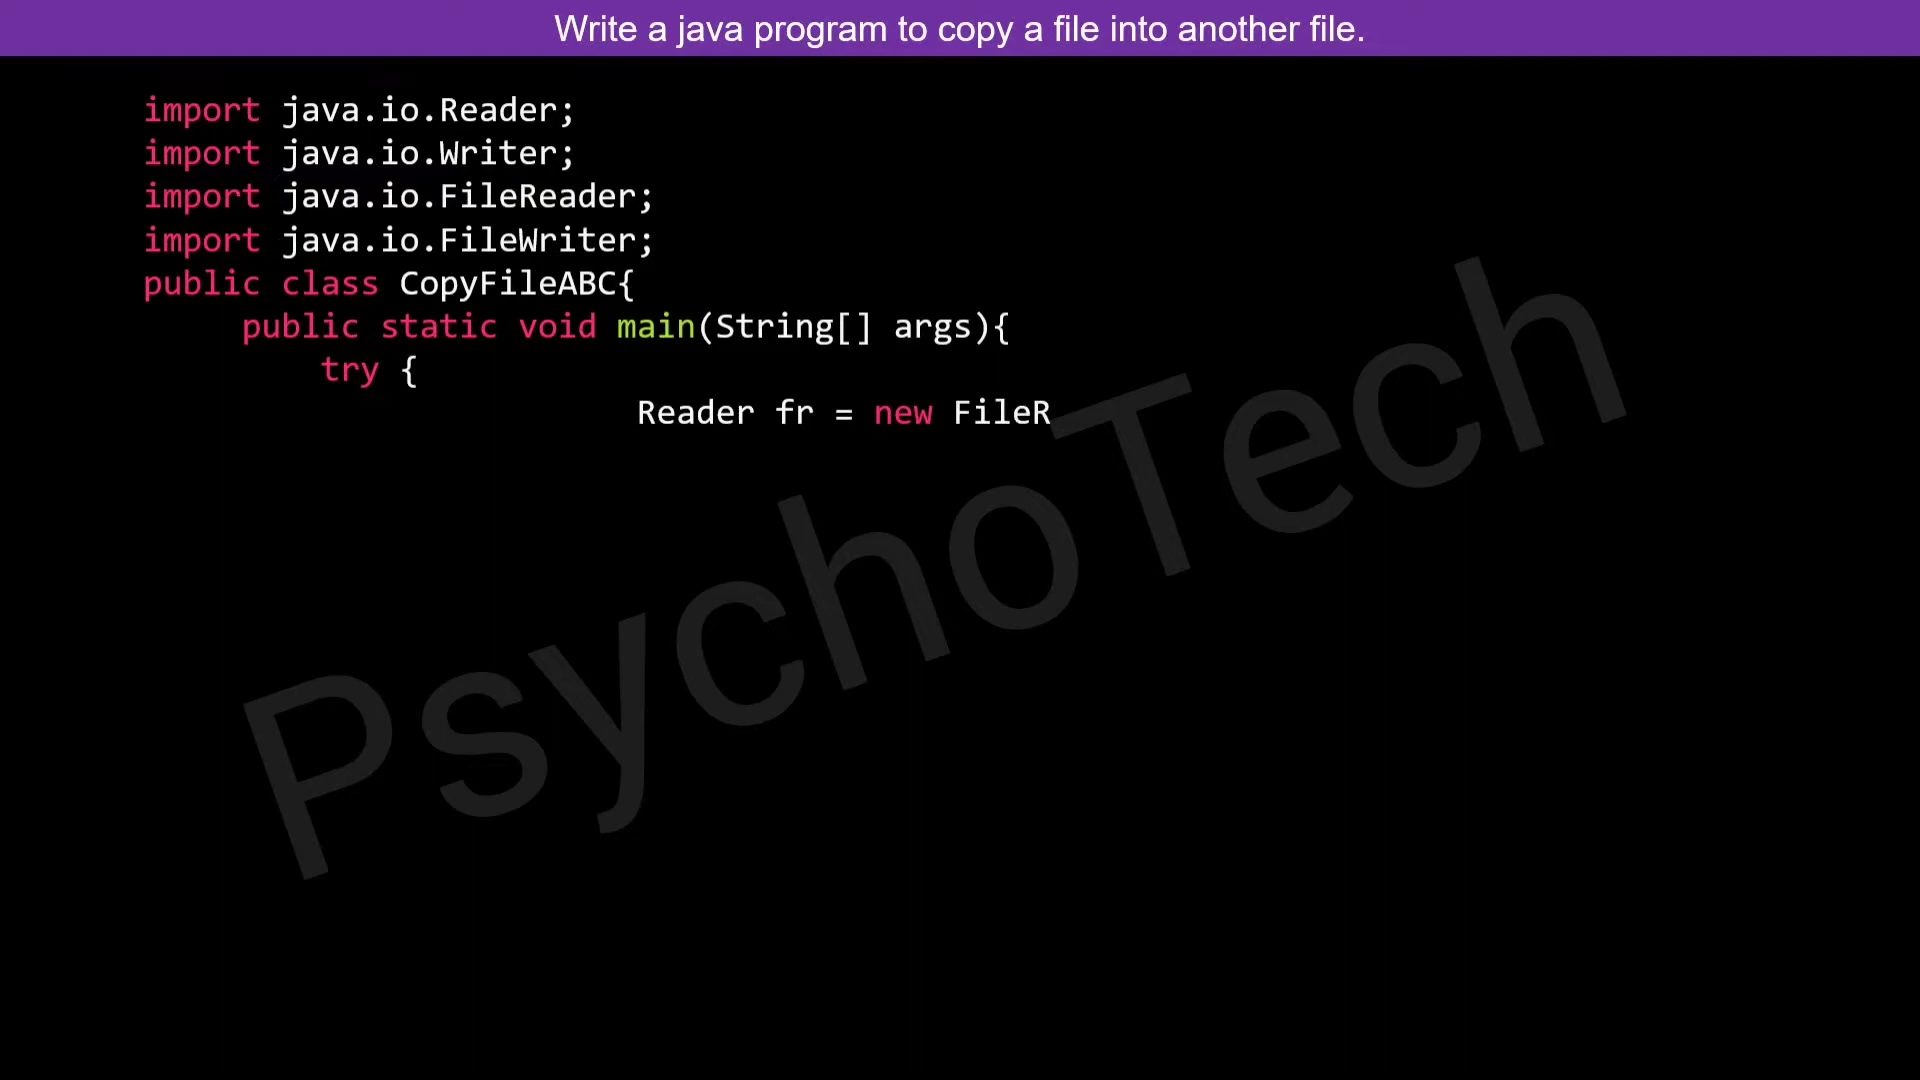 Write a java program to copy a file into another file.
import java.io.Reader;
import java.io.Writer;
import java.io.FileReader;
import java.io.FileWriter;
public class CopyFileABC{
public static void main(String[] args){
try {
Reader fr = new FileR
PsychoTech